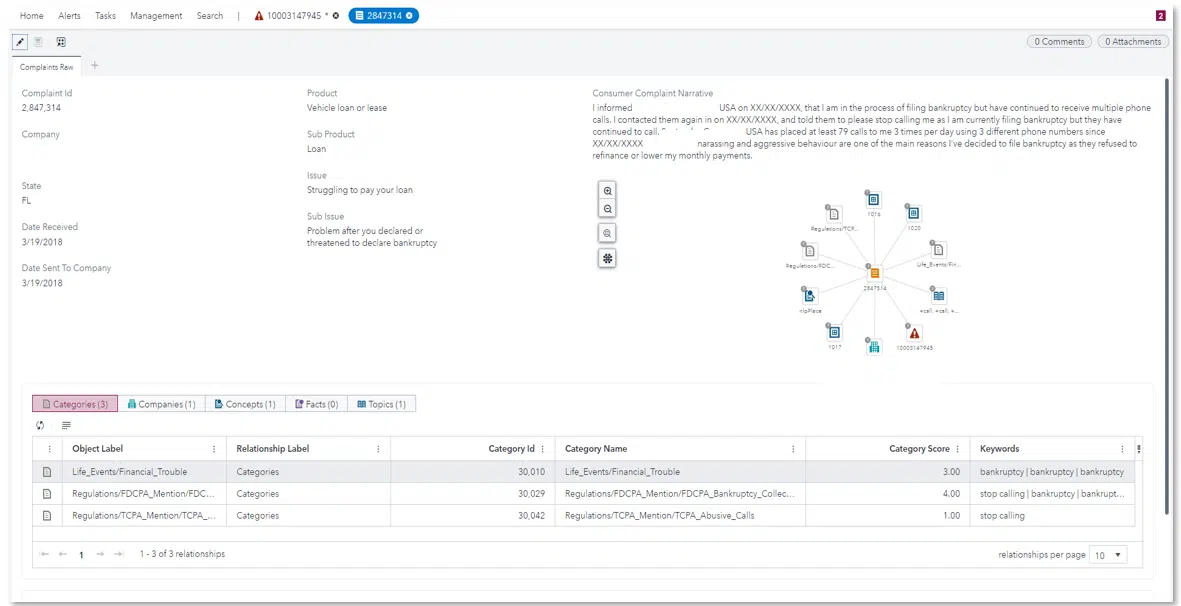 Home Alerts Tasks Management Search | 10003147945 * 2847314 2
0 Comments 0 Attachments
Complaints Raw +
Complaint Id
2,847,314
Company
State
FL
Date Received
3/19/2018
Date Sent To Company
3/19/2018
Product
Vehicle loan or lease
Sub Product
Loan
Issue
Struggling to pay your loan
Sub Issue
Problem after you declared or
threatened to declare bankruptcy
Consumer Complaint Narrative
I informed USA on XX/XX/XXXX, that I am in the process of filing bankruptcy but have continued to receive multiple phone
calls. I contacted them again in on XX/XX/XXXX, and told them to please stop calling me as I am currently filing bankruptcy but they have
continued to call. USA has placed at least 79 calls to me 3 times per day using 3 different phone numbers since
XX/XX/XXXX narassing and aggressive behaviour are one of the main reasons I've decided to file bankruptcy as they refused to
refinance or lower my monthly payments.
1016
1020
Regulations/TCP...
Regulations/FDC...
Life_Events/Fin...
2847314
nlpPlace
+call, +call, +...
1017
10003147945
Categories (3) Companies (1) Concepts (1) Facts (0) Topics (1)
Object Label Relationship Label Category Id Category Name Category Score Keywords
Life_Events/Financial_Trouble Categories 30,010 Life_Events/Financial_Trouble 3.00 bankruptcy | bankruptcy | bankruptcy
Regulations/FDCPA_Mention/FDC... Categories 30,029 Regulations/FDCPA_Mention/FDCPA_Bankruptcy_Collec... 4.00 stop calling | bankruptcy | bankrupt...
Regulations/TCPA_Mention/TCPA_... Categories 30,042 Regulations/TCPA_Mention/TCPA_Abusive_Calls 1.00 stop calling
1 1 - 3 of 3 relationships relationships per page 10